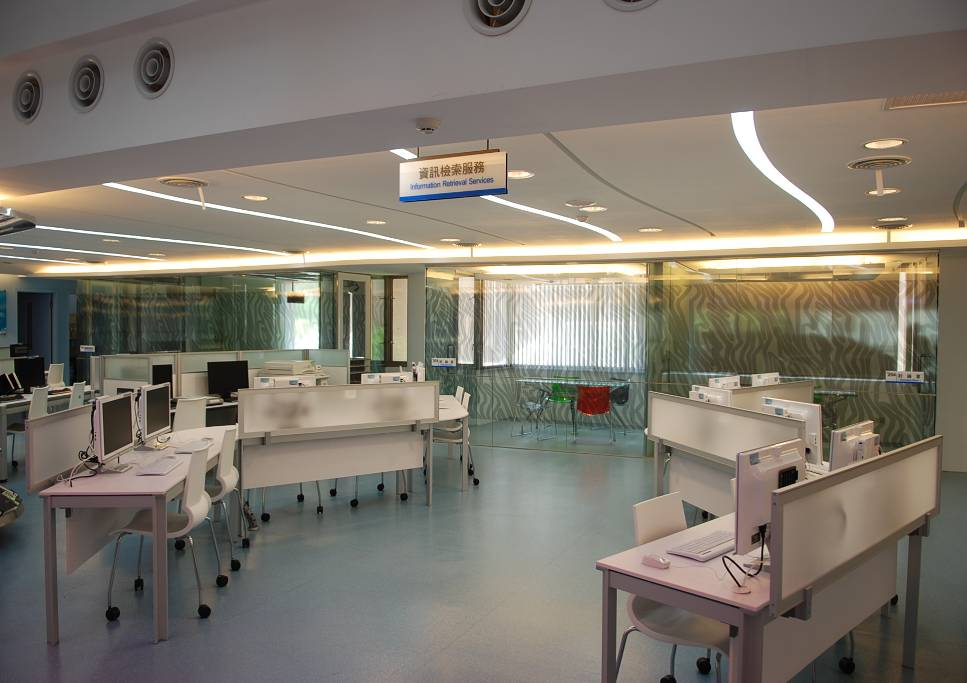 資訊檢索服務
Information Retrieval Services